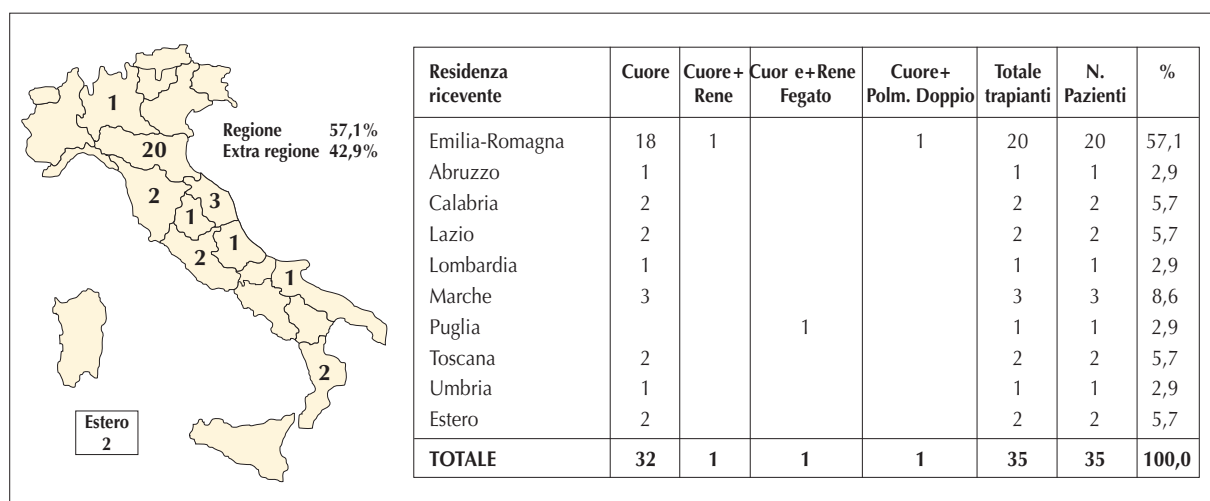 1
Regione 57,1%
Extra regione 42,9%
20
2
3
1
1
2
1
2
Estero
2
Residenza ricevente Cuore Cuore+ Rene Cuor e+Rene Fegato Cuore+ Polm. Doppio Totale trapianti N. Pazienti %
Emilia-Romagna 18 1 1 20 20 57,1
Abruzzo 1 1 1 2,9
Calabria 2 2 2 5,7
Lazio 2 2 2 5,7
Lombardia 1 1 1 2,9
Marche 3 3 3 8,6
Puglia 1 1 1 2,9
Toscana 2 2 2 5,7
Umbria 1 1 1 2,9
Estero 2 2 2 5,7
TOTALE 32 1 1 1 35 35 100,0